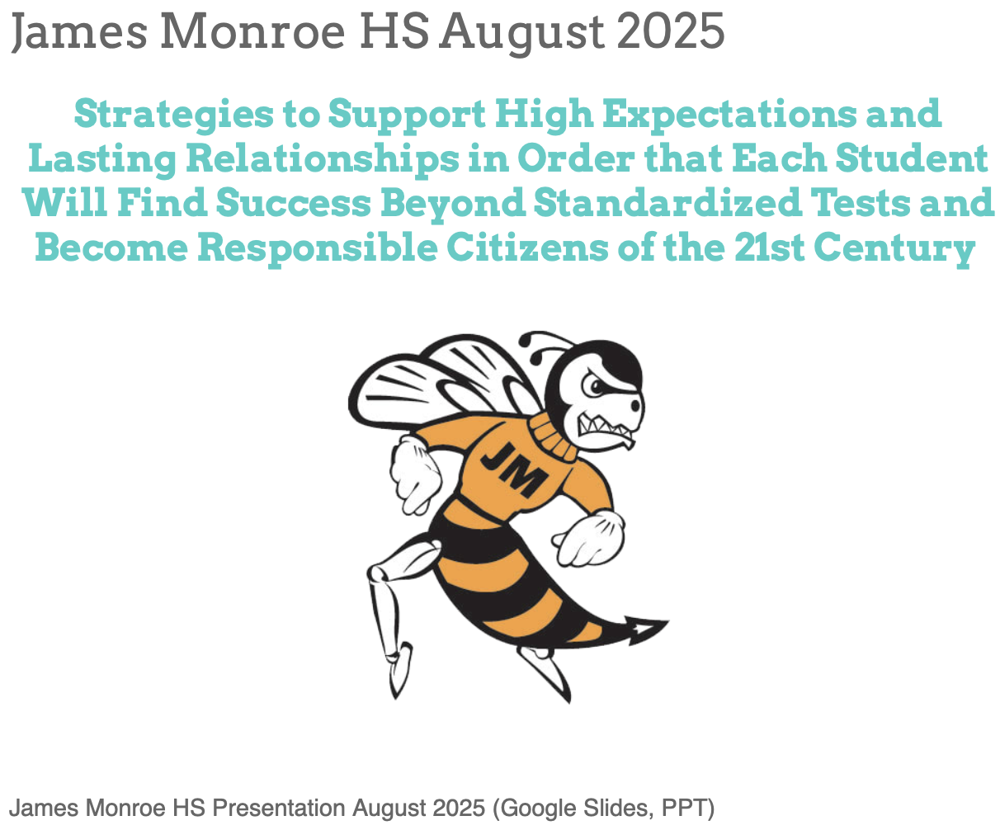 James Monroe HS August 2025
Strategies to Support High Expectations and
Lasting Relationships in Order that Each Student
Will Find Success Beyond Standardized Tests and
Become Responsible Citizens of the 21st Century
JM
James Monroe HS Presentation August 2025 (Google Slides, PPT)